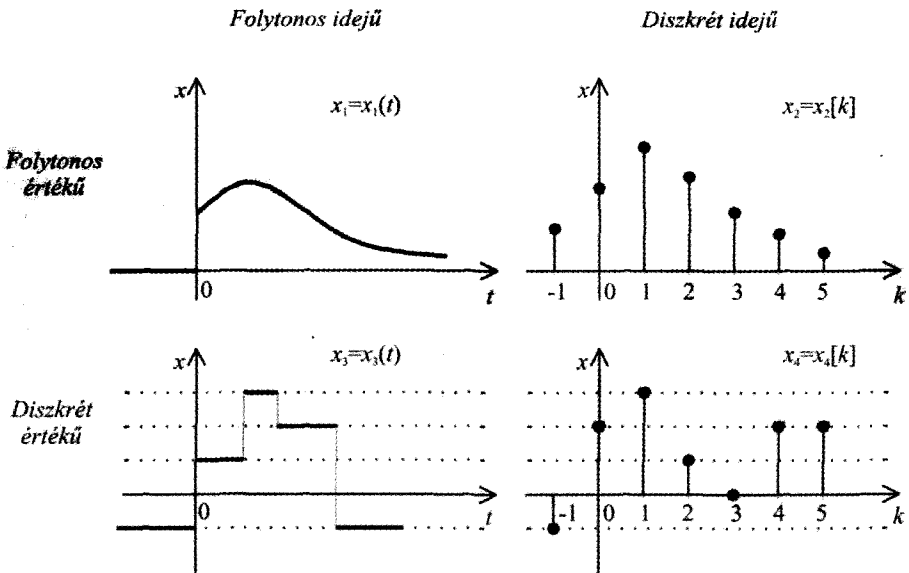 Folytonos idejű
Diszkrét idejű
x
x₁=x₁(t)
x
x₂=x₂[k]
Folytonos
értékű
0
t
-1 0 1 2 3 4 5
k
x
x₃=x₃(t)
x
x₄=x₄[k]
Diszkrét
értékű
0
t
-1 0 1 2 3 4 5
k